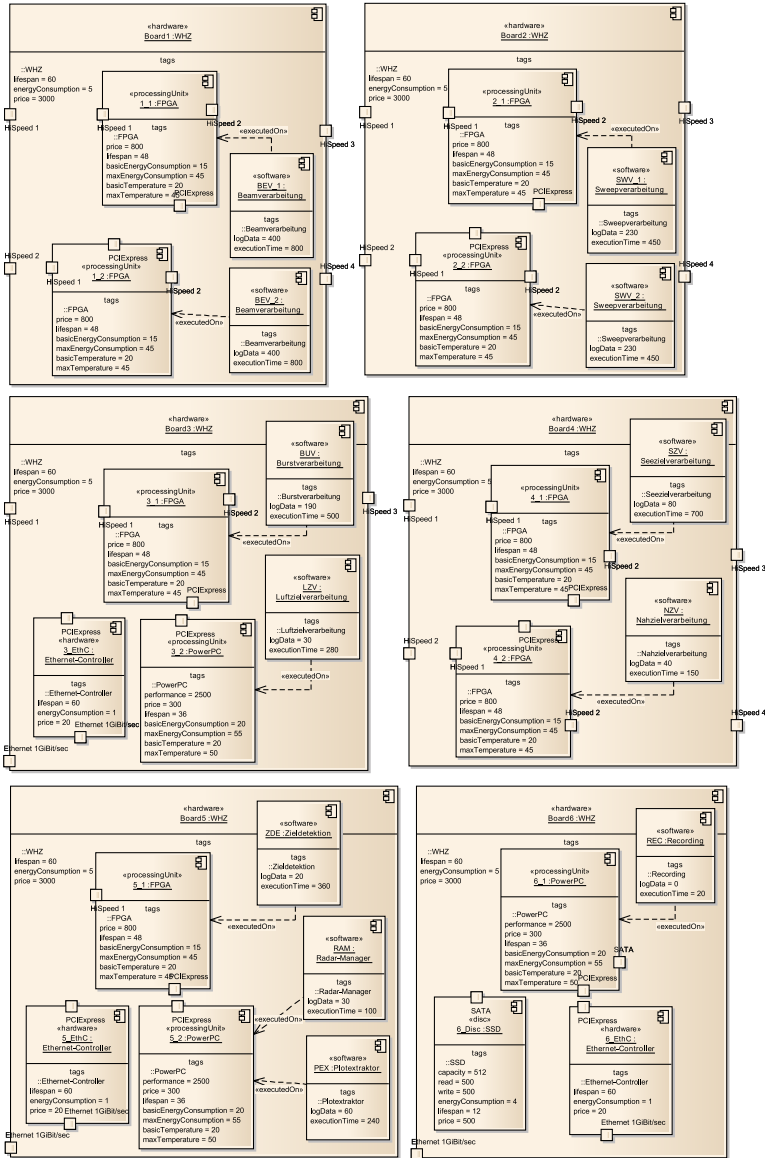 «hardware»
Board1 :WHZ
tags
::WHZ
lifespan = 60
energyConsumption = 5
price = 3000
HiSpeed 1
HiSpeed 2
HiSpeed 3
HiSpeed 4
«processingUnit»
1_1 :FPGA
HiSpeed 1
HiSpeed 2
tags
::FPGA
price = 800
lifespan = 48
basicEnergyConsumption = 15
maxEnergyConsumption = 45
basicTemperature = 20
maxTemperature = 45
PCIExpress
«executedOn»
«software»
BEV_1 :
Beamverarbeitung
tags
::Beamverarbeitung
logData = 400
executionTime = 800
PCIExpress
«processingUnit»
1_2 :FPGA
HiSpeed 1
HiSpeed 2
tags
::FPGA
price = 800
lifespan = 48
basicEnergyConsumption = 15
maxEnergyConsumption = 45
basicTemperature = 20
maxTemperature = 45
«executedOn»
«software»
BEV_2 :
Beamverarbeitung
tags
::Beamverarbeitung
logData = 400
executionTime = 800
«hardware»
Board2 :WHZ
tags
::WHZ
lifespan = 60
energyConsumption = 5
price = 3000
HiSpeed 1
HiSpeed 2
HiSpeed 3
HiSpeed 4
«processingUnit»
2_1 :FPGA
HiSpeed 1
HiSpeed 2
tags
::FPGA
price = 800
lifespan = 48
basicEnergyConsumption = 15
maxEnergyConsumption = 45
basicTemperature = 20
maxTemperature = 45
PCIExpress
«executedOn»
«software»
SWV_1 :
Sweepverarbeitung
tags
::Sweepverarbeitung
logData = 230
executionTime = 450
PCIExpress
«processingUnit»
2_2 :FPGA
HiSpeed 1
HiSpeed 2
tags
::FPGA
price = 800
lifespan = 48
basicEnergyConsumption = 15
maxEnergyConsumption = 45
basicTemperature = 20
maxTemperature = 45
«executedOn»
«software»
SWV_2 :
Sweepverarbeitung
tags
::Sweepverarbeitung
logData = 230
executionTime = 450
«hardware»
Board3 :WHZ
tags
::WHZ
lifespan = 60
energyConsumption = 5
price = 3000
HiSpeed 1
HiSpeed 3
Ethernet 1GiBit/sec
«processingUnit»
3_1 :FPGA
HiSpeed 1
HiSpeed 2
tags
::FPGA
price = 800
lifespan = 48
basicEnergyConsumption = 15
maxEnergyConsumption = 45
basicTemperature = 20
maxTemperature = 45
PCIExpress
«executedOn»
«software»
BUV :
Burstverarbeitung
tags
::Burstverarbeitung
logData = 190
executionTime = 500
«software»
LZV :
Luftzielverarbeitung
tags
::Luftzielverarbeitung
logData = 30
executionTime = 280
«executedOn»
PCIExpress
«hardware»
3_EthC :
Ethernet-Controller
tags
::Ethernet-Controller
lifespan = 60
energyConsumption = 1
price = 20
Ethernet 1GiBit/sec
PCIExpress
«processingUnit»
3_2 :PowerPC
tags
::PowerPC
performance = 2500
price = 300
lifespan = 36
basicEnergyConsumption = 20
maxEnergyConsumption = 55
basicTemperature = 20
maxTemperature = 50
«hardware»
Board4 :WHZ
tags
::WHZ
lifespan = 60
energyConsumption = 5
price = 3000
HiSpeed 1
HiSpeed 2
HiSpeed 3
HiSpeed 4
«processingUnit»
4_1 :FPGA
HiSpeed 1
HiSpeed 2
tags
::FPGA
price = 800
lifespan = 48
basicEnergyConsumption = 15
maxEnergyConsumption = 45
basicTemperature = 20
maxTemperature = 45
PCIExpress
«executedOn»
«software»
SZV :
Seezielverarbeitung
tags
::Seezielverarbeitung
logData = 80
executionTime = 700
PCIExpress
«processingUnit»
4_2 :FPGA
HiSpeed 1
HiSpeed 2
tags
::FPGA
price = 800
lifespan = 48
basicEnergyConsumption = 15
maxEnergyConsumption = 45
basicTemperature = 20
maxTemperature = 45
«executedOn»
«software»
NZV :
Nahzielverarbeitung
tags
::Nahzielverarbeitung
logData = 40
executionTime = 150
«hardware»
Board5 :WHZ
tags
::WHZ
lifespan = 60
energyConsumption = 5
price = 3000
Ethernet 1GiBit/sec
«processingUnit»
5_1 :FPGA
HiSpeed 1
tags
::FPGA
price = 800
lifespan = 48
basicEnergyConsumption = 15
maxEnergyConsumption = 45
basicTemperature = 20
maxTemperature = 45
PCIExpress
«executedOn»
«software»
ZDE :Zieldetektion
tags
::Zieldetektion
logData = 20
executionTime = 360
«software»
RAM :
Radar-Manager
tags
::Radar-Manager
logData = 30
executionTime = 100
«executedOn»
«software»
PEX :Plotextraktor
tags
::Plotextraktor
logData = 60
executionTime = 240
«executedOn»
PCIExpress
«hardware»
5_EthC :
Ethernet-Controller
tags
::Ethernet-Controller
lifespan = 60
energyConsumption = 1
price = 20
Ethernet 1GiBit/sec
PCIExpress
«processingUnit»
5_2 :PowerPC
tags
::PowerPC
performance = 2500
price = 300
lifespan = 36
basicEnergyConsumption = 20
maxEnergyConsumption = 55
basicTemperature = 20
maxTemperature = 50
«hardware»
Board6 :WHZ
tags
::WHZ
lifespan = 60
energyConsumption = 5
price = 3000
Ethernet 1GiBit/sec
«processingUnit»
6_1 :PowerPC
tags
::PowerPC
performance = 2500
price = 300
lifespan = 36
basicEnergyConsumption = 20
maxEnergyConsumption = 55
basicTemperature = 20
maxTemperature = 50
SATA
PCIExpress
«executedOn»
«software»
REC :Recording
tags
::Recording
logData = 0
executionTime = 20
SATA
«disc»
6_Disc :SSD
tags
::SSD
capacity = 512
read = 500
write = 500
energyConsumption = 4
lifespan = 12
price = 500
PCIExpress
«hardware»
6_EthC :
Ethernet-Controller
tags
::Ethernet-Controller
lifespan = 60
energyConsumption = 1
price = 20
Ethernet 1GiBit/sec